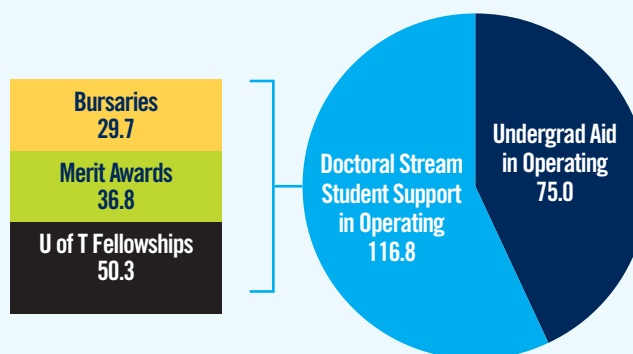 Bursaries
29.7
Merit Awards
36.8
U of T Fellowships
50.3
Doctoral Stream
Student Support
in Operating
116.8
Undergrad Aid
in Operating
75.0